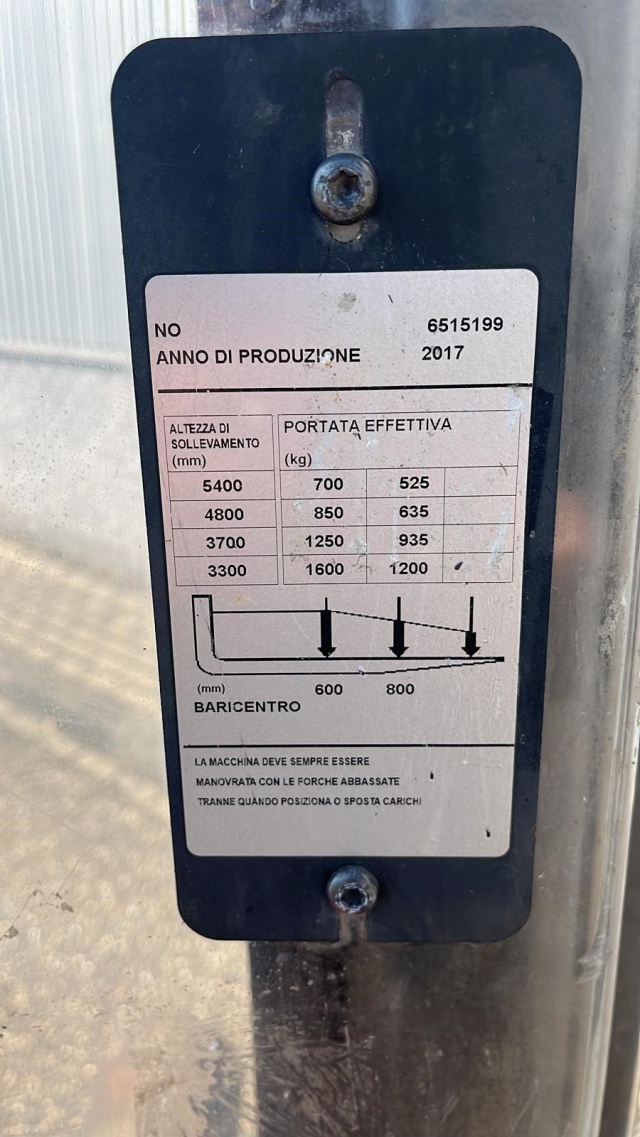 NO 6515199
ANNO DI PRODUZIONE 2017
ALTEZZA DI
SOLLEVAMENTO
(mm)
PORTATA EFFETTIVA
(kg)
5400 700 525
4800 850 635
3700 1250 935
3300 1600 1200
(mm) 600 800
BARICENTRO
LA MACCHINA DEVE SEMPRE ESSERE
MANOVRATA CON LE FORCHE ABBASSATE
TRANNE QUANDO POSIZIONA O SPOSTA CARICHI